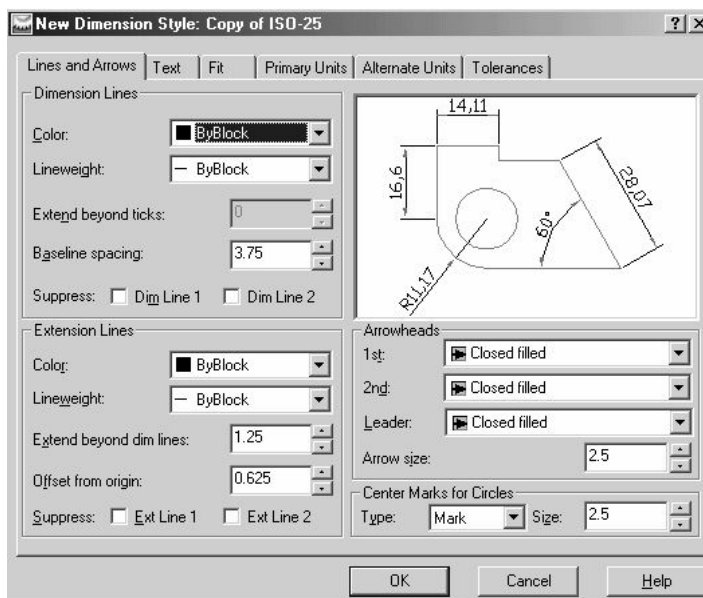 New Dimension Style: Copy of ISO-25
Lines and Arrows Text Fit Primary Units Alternate Units Tolerances
Dimension Lines
Color: ByBlock
Lineweight: ByBlock
Extend beyond ticks: 0
Baseline spacing: 3.75
Suppress: Dim Line 1 Dim Line 2
14,11
16,6
28,07
60°
R11,17
Extension Lines
Color: ByBlock
Lineweight: ByBlock
Extend beyond dim lines: 1.25
Offset from origin: 0.625
Suppress: Ext Line 1 Ext Line 2
Arrowheads
1st: Closed filled
2nd: Closed filled
Leader: Closed filled
Arrow size: 2.5
Center Marks for Circles
Type: Mark Size: 2.5
OK Cancel Help